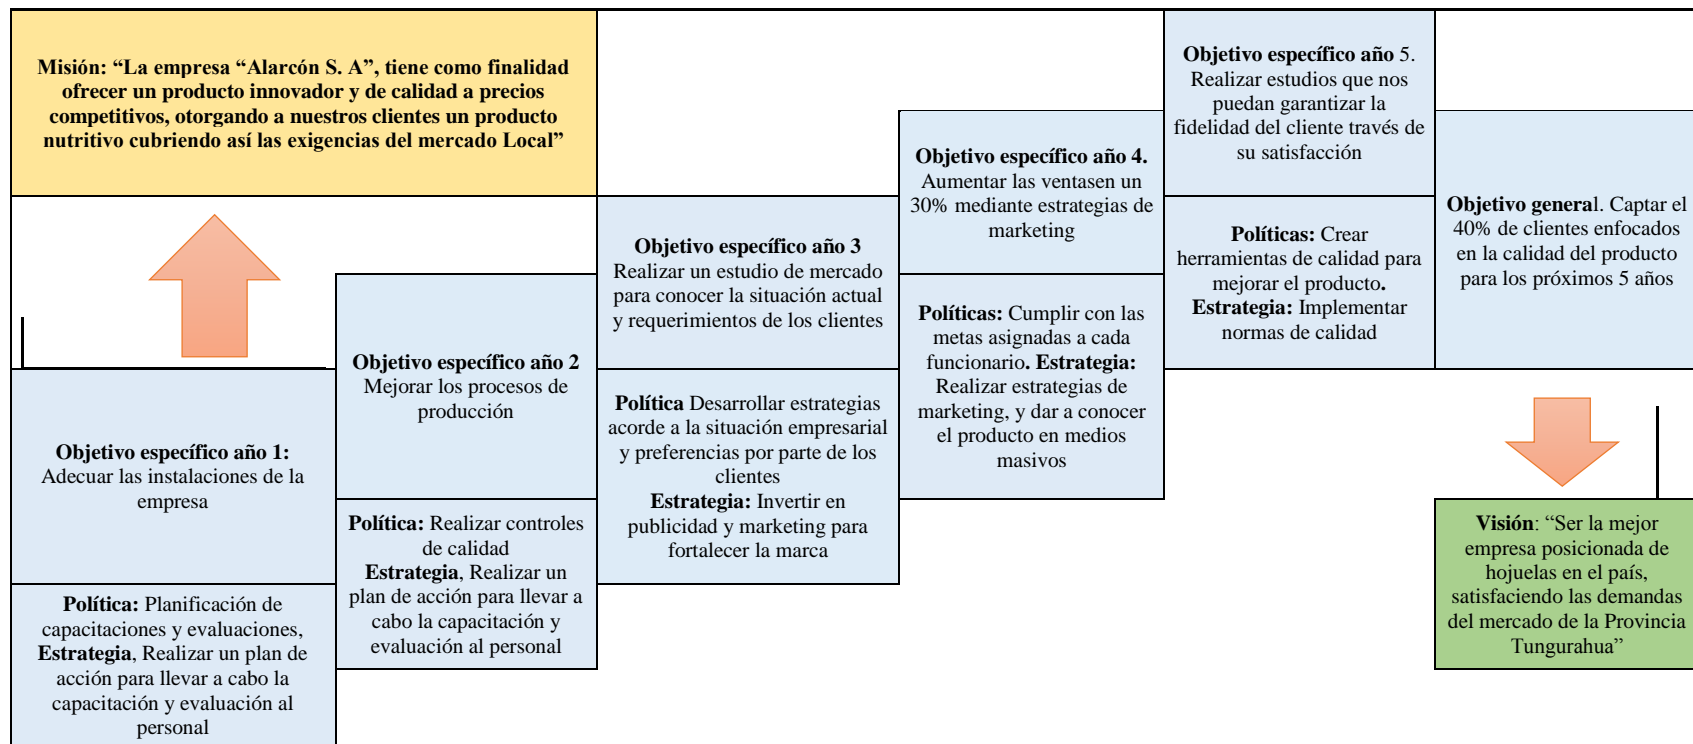 Misión: “La empresa “Alarcón S. A”, tiene como finalidad
ofrecer un producto innovador y de calidad a precios
competitivos, otorgando a nuestros clientes un producto
nutritivo cubriendo así las exigencias del mercado Local”
Objetivo específico año 1:
Adecuar las instalaciones de la
empresa
Política: Planificación de
capacitaciones y evaluaciones,
Estrategia, Realizar un plan de
acción para llevar a cabo la
capacitación y evaluación al
personal
Objetivo específico año 2
Mejorar los procesos de
producción
Política: Realizar controles
de calidad
Estrategia, Realizar un
plan de acción para llevar a
cabo la capacitación y
evaluación al personal
Objetivo específico año 3
Realizar un estudio de mercado
para conocer la situación actual
y requerimientos de los clientes
Política Desarrollar estrategias
acorde a la situación empresarial
y preferencias por parte de los
clientes
Estrategia: Invertir en
publicidad y marketing para
fortalecer la marca
Objetivo específico año 4.
Aumentar las ventasen un
30% mediante estrategias de
marketing
Políticas: Cumplir con las
metas asignadas a cada
funcionario. Estrategia:
Realizar estrategias de
marketing, y dar a conocer
el producto en medios
masivos
Objetivo específico año 5.
Realizar estudios que nos
puedan garantizar la
fidelidad del cliente través de
su satisfacción
Políticas: Crear
herramientas de calidad para
mejorar el producto.
Estrategia: Implementar
normas de calidad
Objetivo general. Captar el
40% de clientes enfocados
en la calidad del producto
para los próximos 5 años
Visión: “Ser la mejor
empresa posicionada de
hojuelas en el país,
satisfaciendo las demandas
del mercado de la Provincia
Tungurahua”